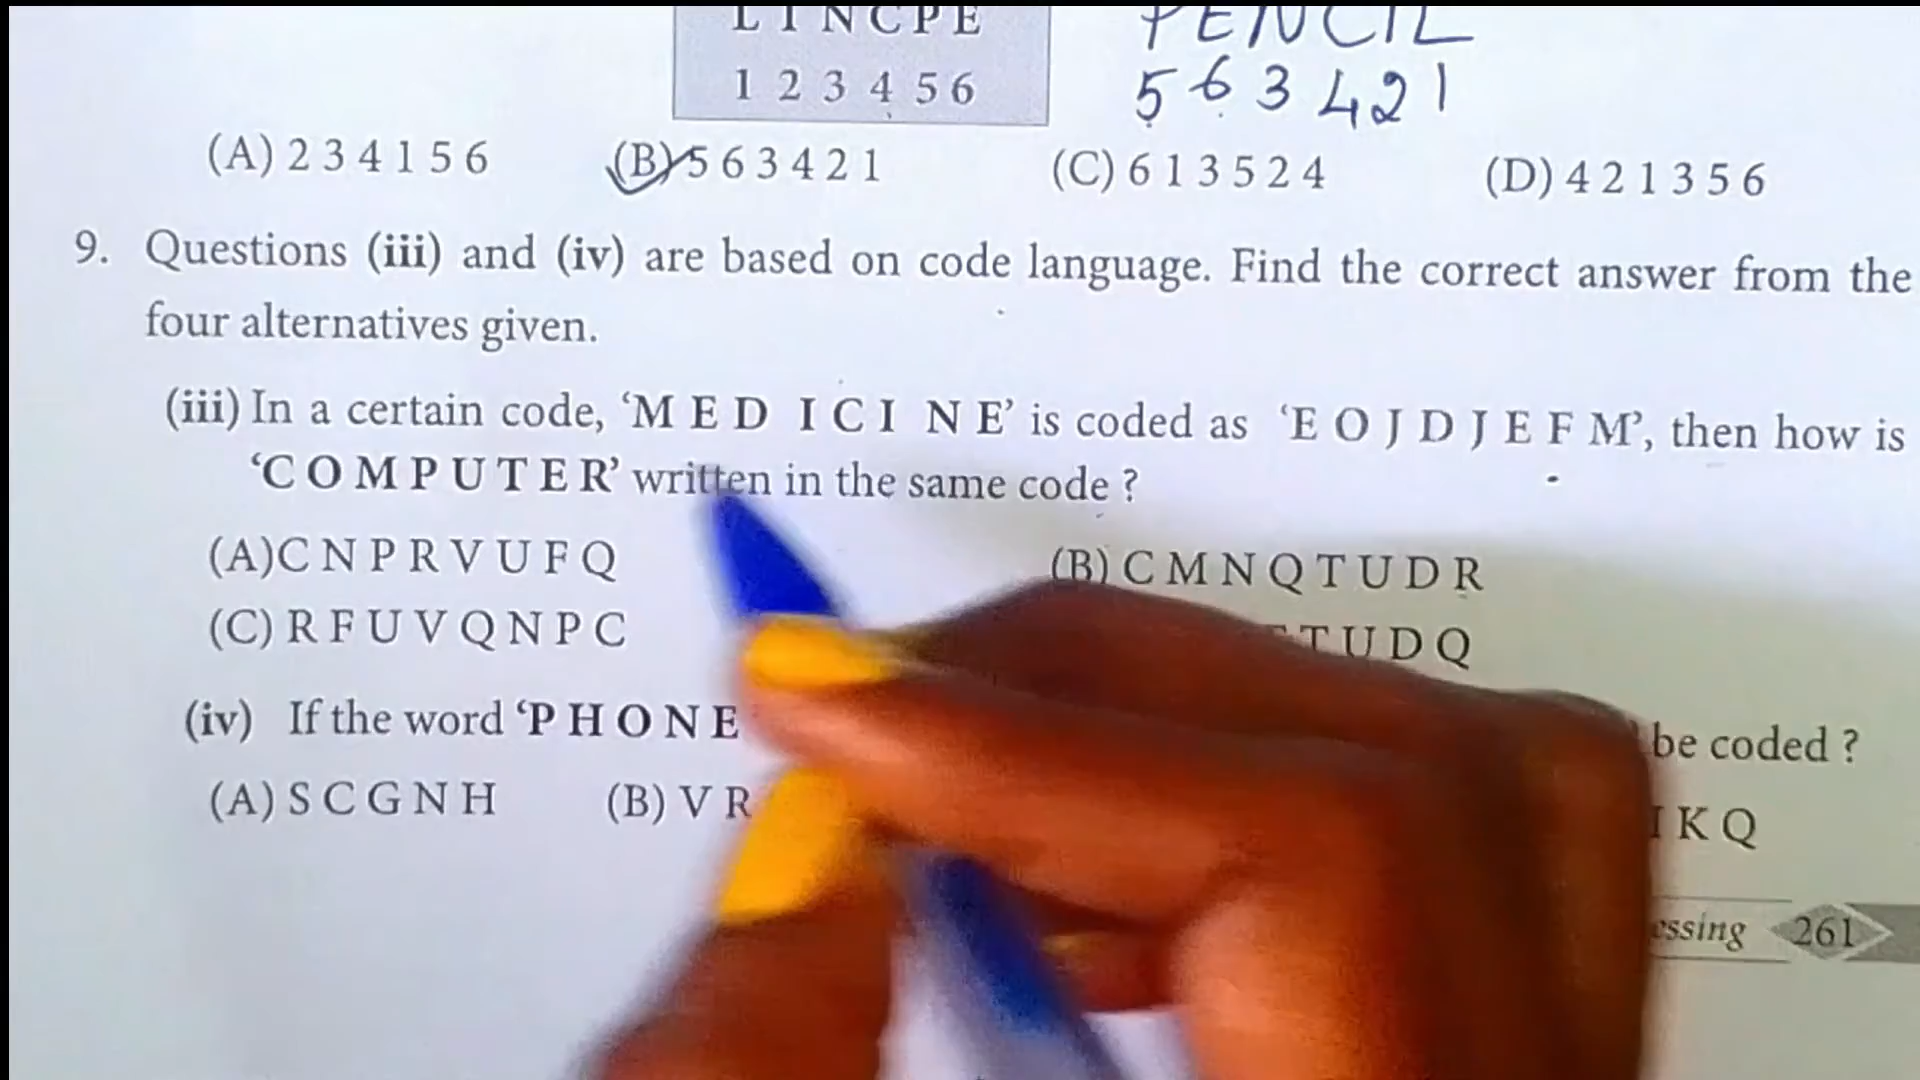 L I N C P E
PENCIL
1 2 3 4 5 6
5 6 3 4 2 1
(A) 2 3 4 1 5 6 (B) 5 6 3 4 2 1 (C) 6 1 3 5 2 4 (D) 4 2 1 3 5 6
9. Questions (iii) and (iv) are based on code language. Find the correct answer from the
four alternatives given.
(iii) In a certain code, ‘M E D I C I N E’ is coded as ‘E O J D J E F M’, then how is
‘C O M P U T E R’ written in the same code ?
(A) C N P R V U F Q (B) C M N Q T U D R
(C) R F U V Q N P C T U D Q
(iv) If the word ‘P H O N E be coded ?
(A) S C G N H (B) V R K Q
261